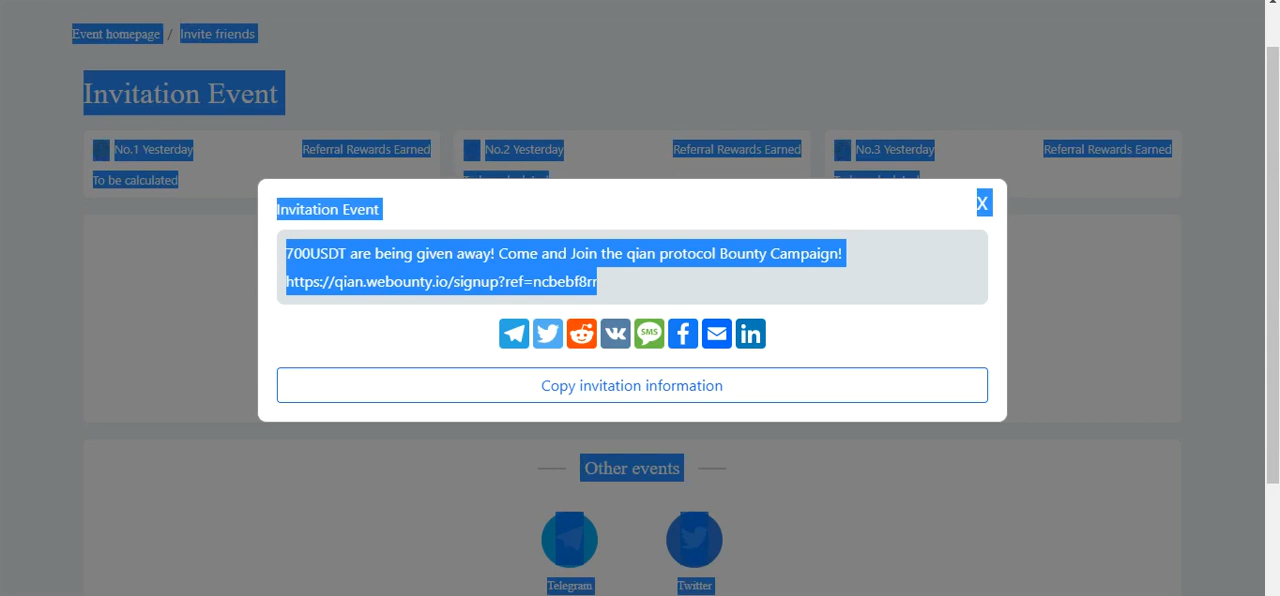 Event homepage / Invite friends
Invitation Event
No.1 Yesterday Referral Rewards Earned
No.2 Yesterday Referral Rewards Earned
No.3 Yesterday Referral Rewards Earned
To be calculated
Invitation Event X
700USDT are being given away! Come and Join the qian protocol Bounty Campaign!
https://qian.webounty.io/signup?ref=ncbebf8rr
SMS
Copy invitation information
Other events
Telegram Twitter